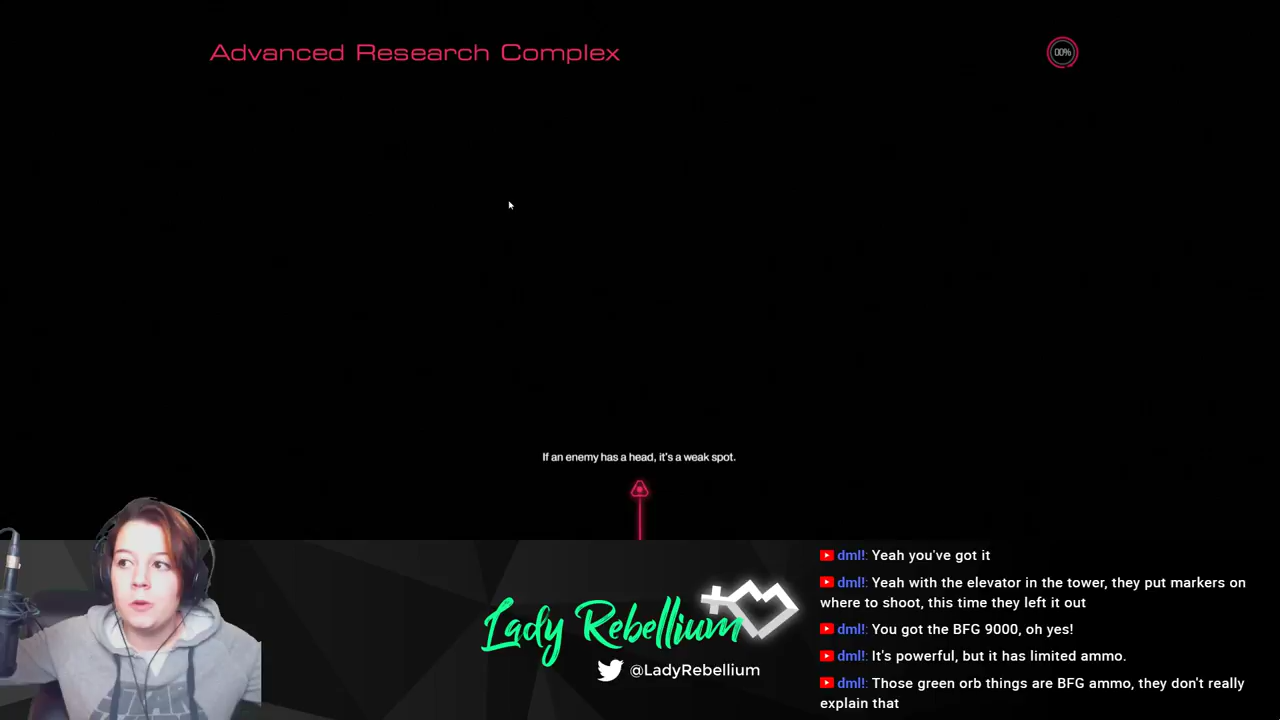 Advanced Research Complex
00%
If an enemy has a head, it's a weak spot.
dml!: Yeah you've got it
dml!: Yeah with the elevator in the tower, they put markers on
where to shoot, this time they left it out
dml!: You got the BFG 9000, oh yes!
dml!: It's powerful, but it has limited ammo.
dml!: Those green orb things are BFG ammo, they don't really
explain that
Lady Rebellium
@LadyRebellium